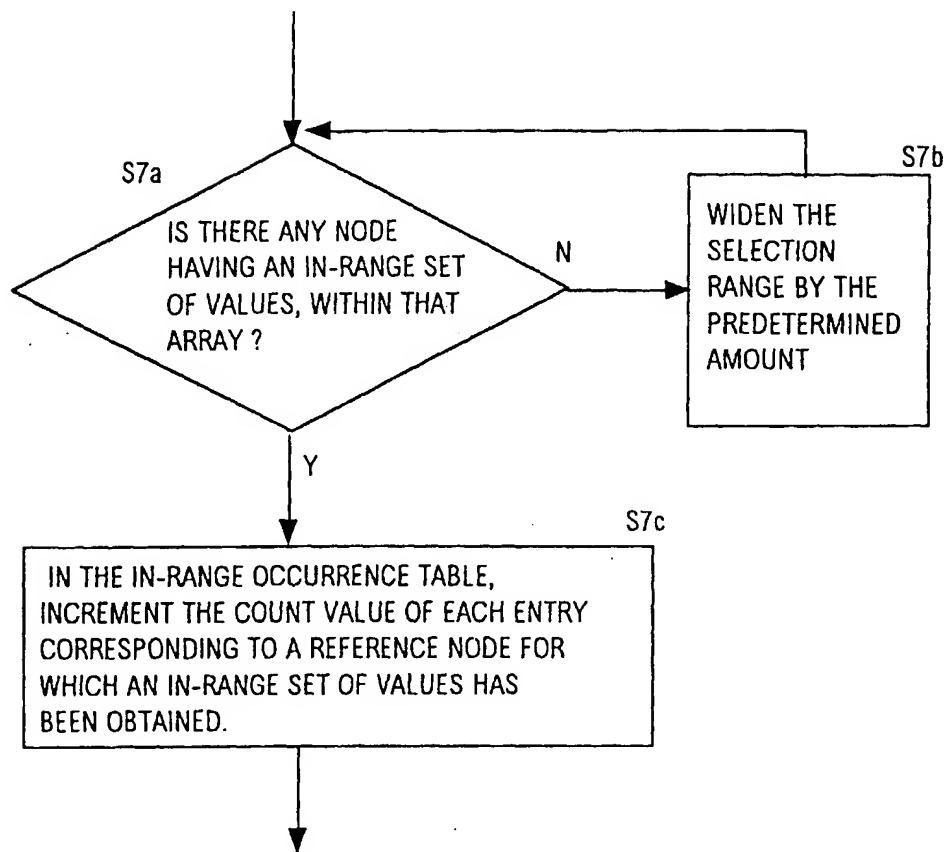 S7a
IS THERE ANY NODE
HAVING AN IN-RANGE SET
OF VALUES, WITHIN THAT
ARRAY ?
N
S7b
WIDEN THE
SELECTION
RANGE BY THE
PREDETERMINED
AMOUNT
Y
S7c
IN THE IN-RANGE OCCURRENCE TABLE,
INCREMENT THE COUNT VALUE OF EACH ENTRY
CORRESPONDING TO A REFERENCE NODE FOR
WHICH AN IN-RANGE SET OF VALUES HAS
BEEN OBTAINED.